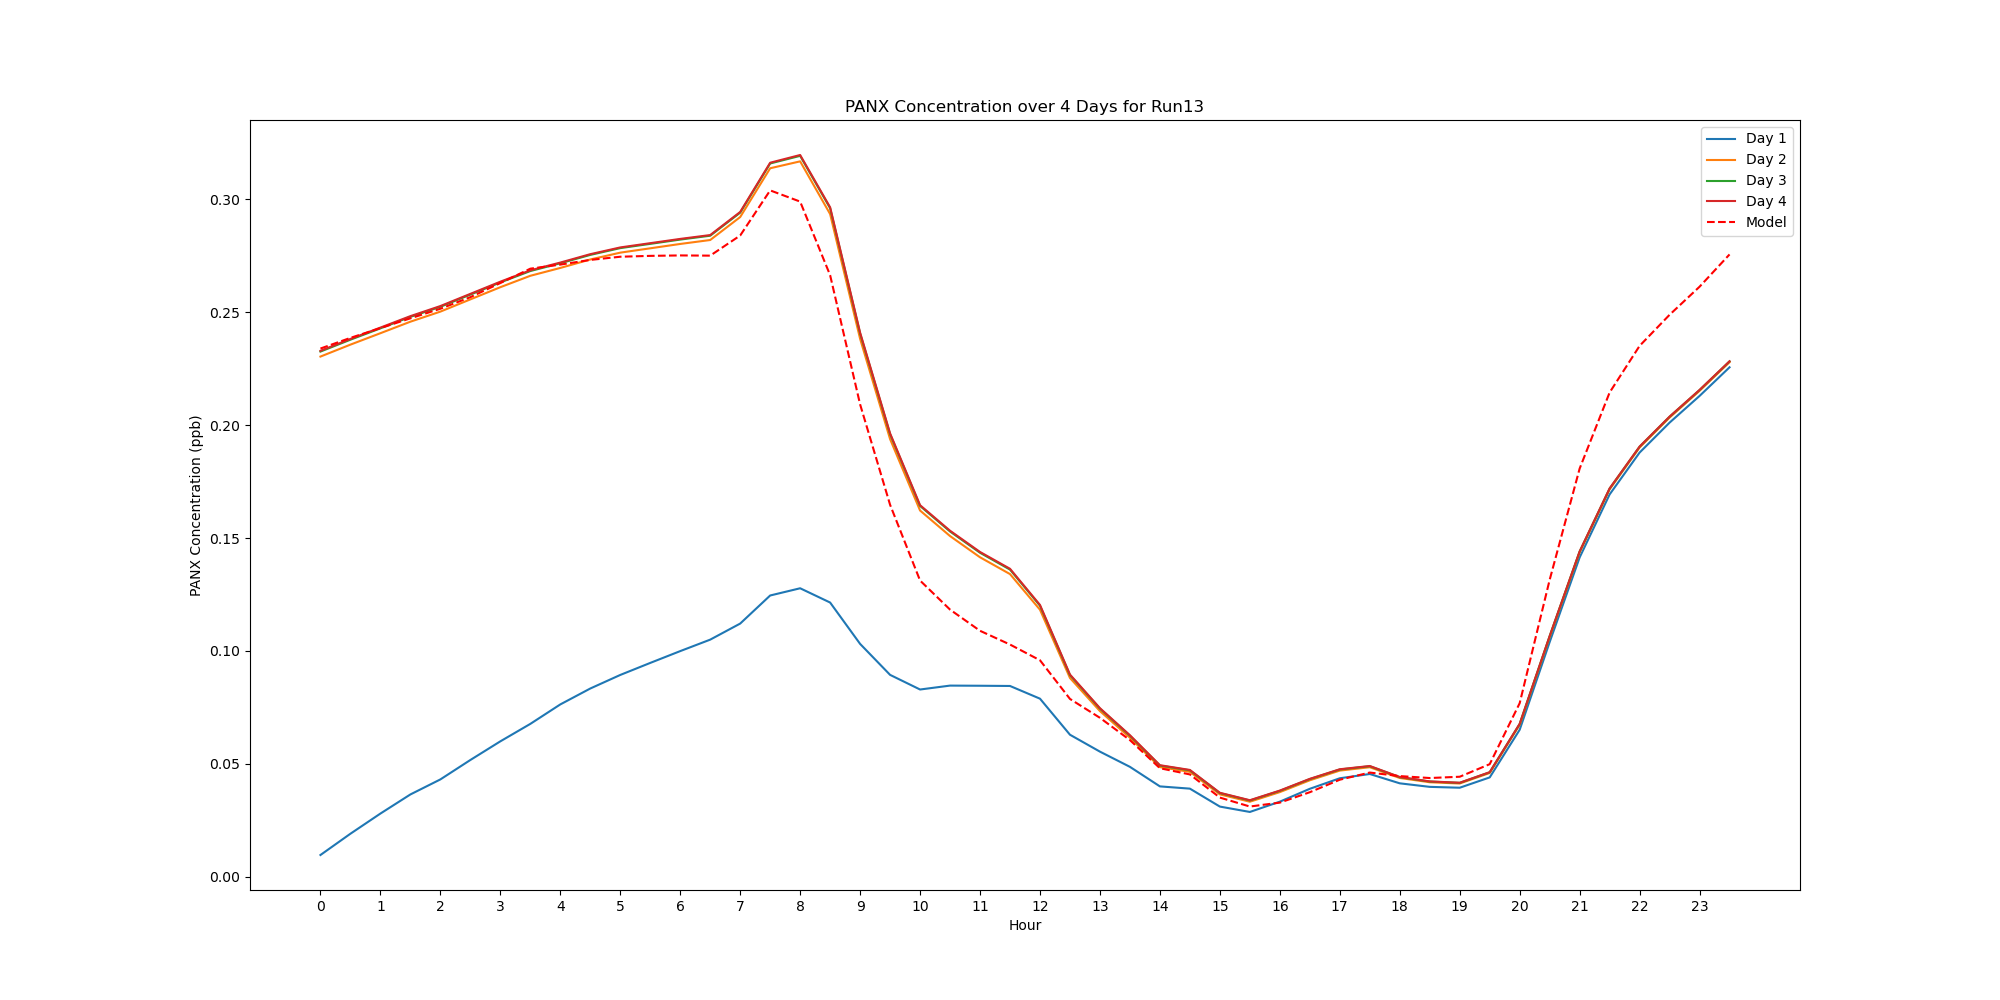 PANX Concentration over 4 Days for Run13
Day 1
Day 2
Day 3
Day 4
Model
PANX Concentration (ppb)
0.30
0.25
0.20
0.15
0.10
0.05
0.00
0 1 2 3 4 5 6 7 8 9 10 11 12 13 14 15 16 17 18 19 20 21 22 23
Hour